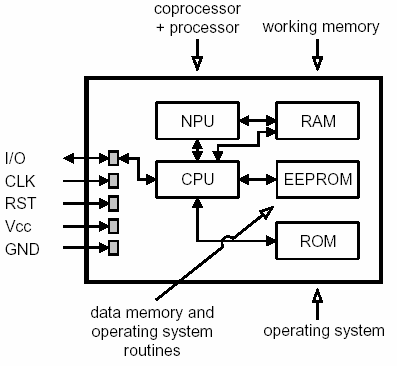 coprocessor
+ processor
working memory
NPU
RAM
I/O
CLK
RST
Vcc
GND
CPU
EEPROM
ROM
data memory and
operating system
routines
operating system